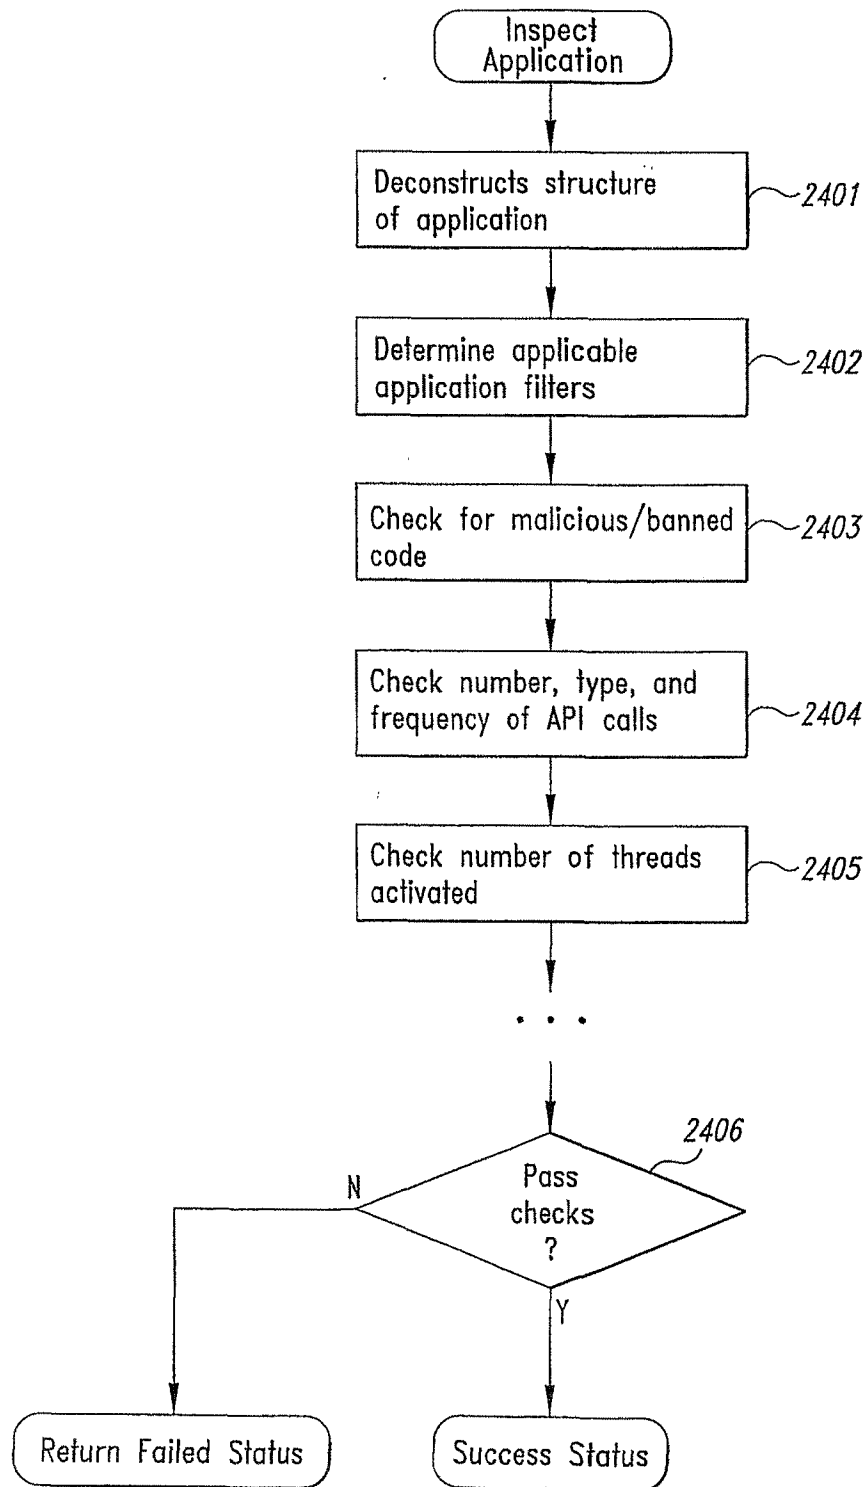 Inspect
Application
Deconstructs structure
of application
2401
Determine applicable
application filters
2402
Check for malicious/banned
code
2403
Check number, type, and
frequency of API calls
2404
Check number of threads
activated
2405
. . .
2406
Pass
checks
?
N
Y
Return Failed Status
Success Status